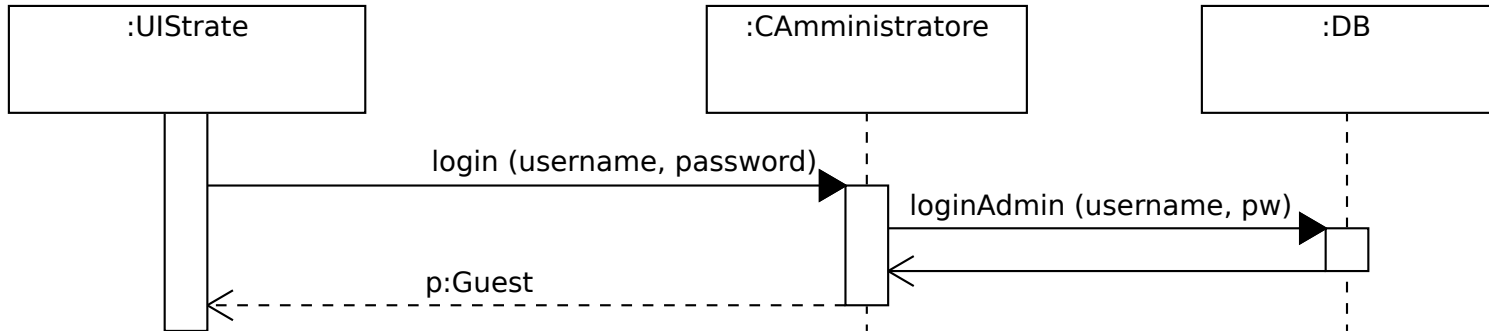 :UIStrate
:CAmministratore
:DB
login (username, password)
loginAdmin (username, pw)
p:Guest